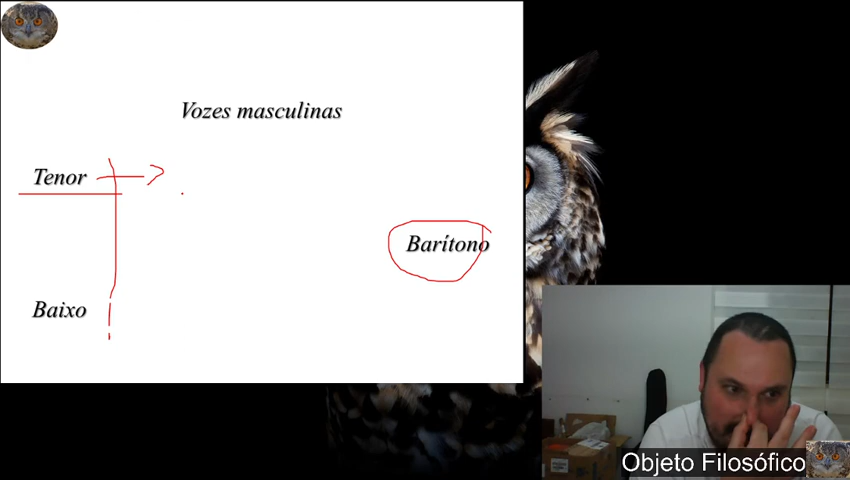 Vozes masculinas
Tenor
Barítono
Baixo
Objeto Filosófico